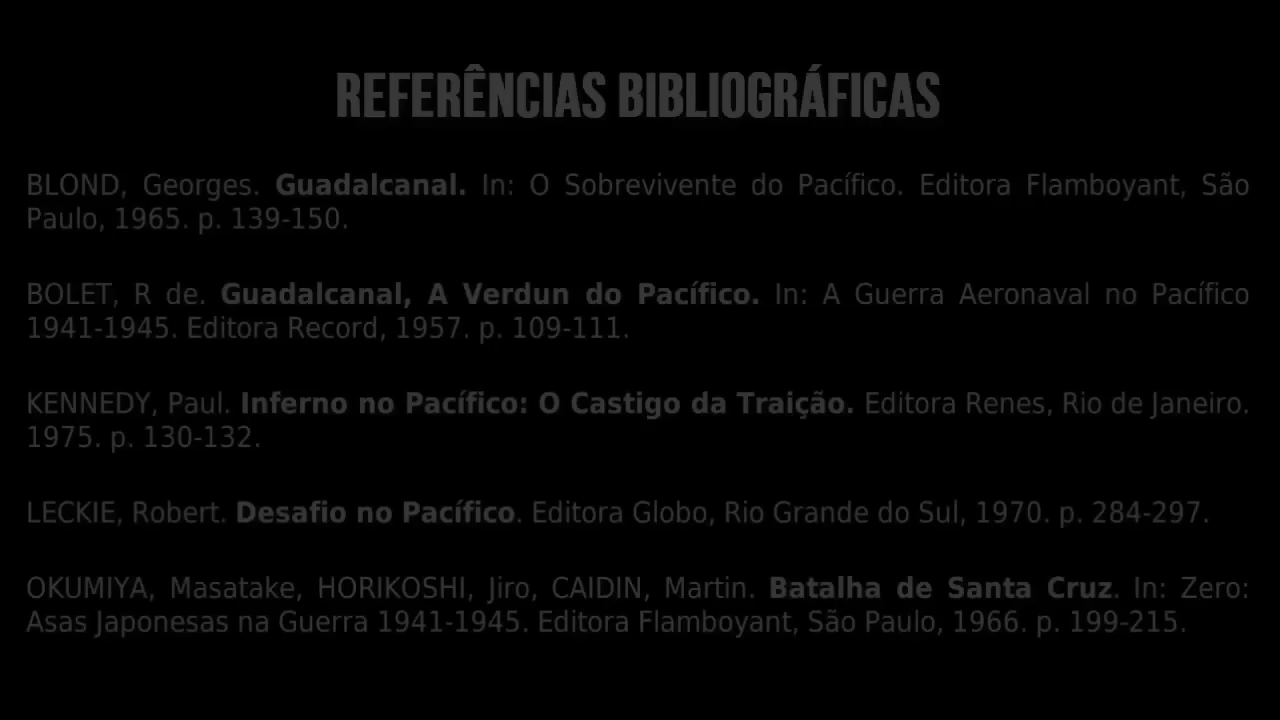 REFERÊNCIAS BIBLIOGRÁFICAS
BLOND, Georges. Guadalcanal. In: O Sobrevivente do Pacífico. Editora Flamboyant, São
Paulo, 1965. p. 139-150.
BOLET, R de. Guadalcanal, A Verdun do Pacífico. In: A Guerra Aeronaval no Pacífico
1941-1945. Editora Record, 1957. p. 109-111.
KENNEDY, Paul. Inferno no Pacífico: O Castigo da Traição. Editora Renes, Rio de Janeiro.
1975. p. 130-132.
LECKIE, Robert. Desafio no Pacífico. Editora Globo, Rio Grande do Sul, 1970. p. 284-297.
OKUMIYA, Masatake, HORIKOSHI, Jiro, CAIDIN, Martin. Batalha de Santa Cruz. In: Zero:
Asas Japonesas na Guerra 1941-1945. Editora Flamboyant, São Paulo, 1966. p. 199-215.